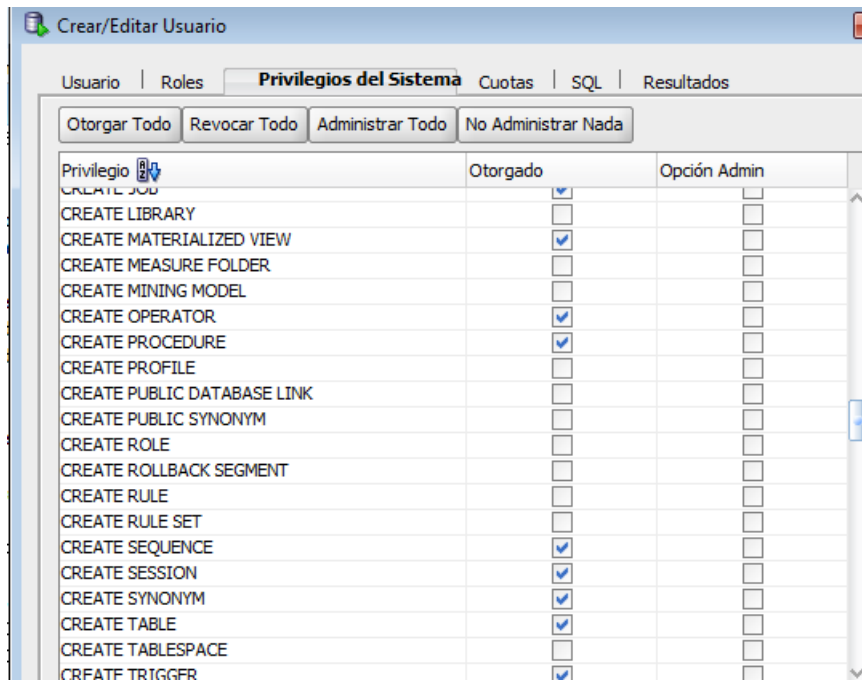 Crear/Editar Usuario
Usuario Roles Privilegios del Sistema Cuotas SQL Resultados
Otorgar Todo Revocar Todo Administrar Todo No Administrar Nada
Privilegio Otorgado Opción Admin
CREATE JOB
CREATE LIBRARY
CREATE MATERIALIZED VIEW
CREATE MEASURE FOLDER
CREATE MINING MODEL
CREATE OPERATOR
CREATE PROCEDURE
CREATE PROFILE
CREATE PUBLIC DATABASE LINK
CREATE PUBLIC SYNONYM
CREATE ROLE
CREATE ROLLBACK SEGMENT
CREATE RULE
CREATE RULE SET
CREATE SEQUENCE
CREATE SESSION
CREATE SYNONYM
CREATE TABLE
CREATE TABLESPACE
CREATE TRIGGER